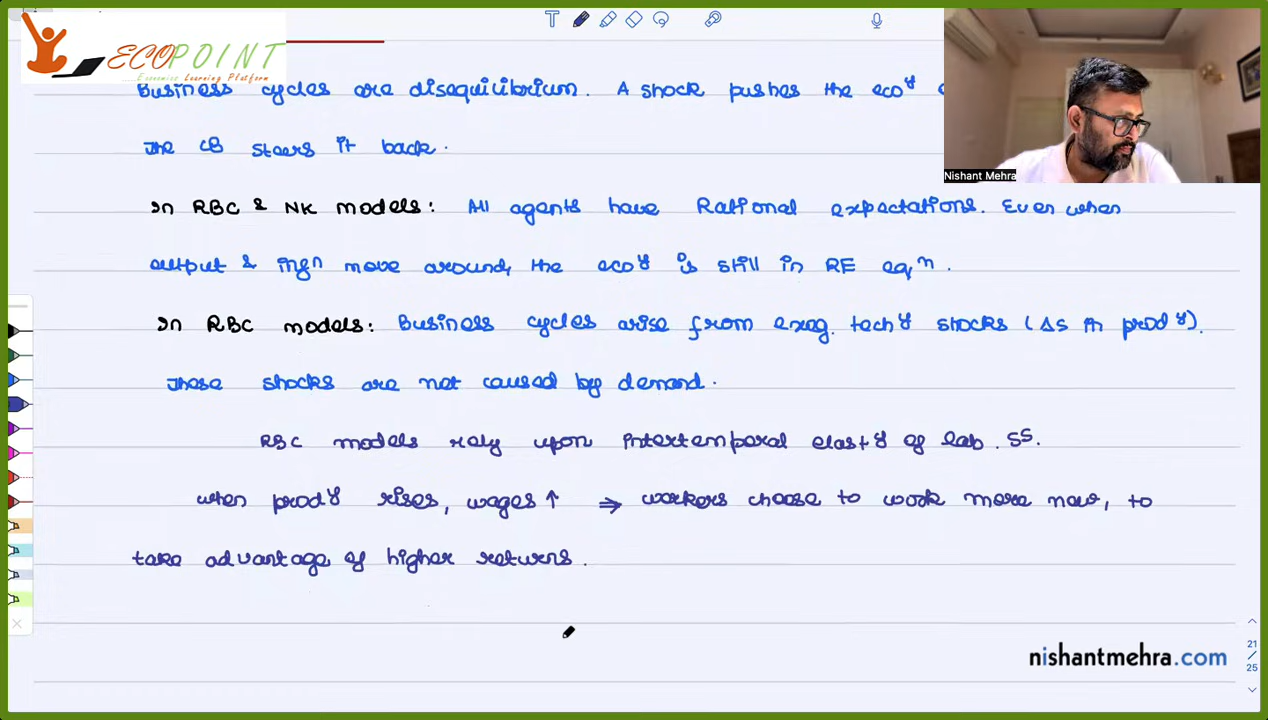 ECOPOINT
Economics Learning Platform
Business cycles are disequilibrium. A shock pushes the eco^y
The CB steers it back.
Nishant Mehra
In RBC & NK models: All agents have Rational expectations. Even when
output & infl^n move around, the eco^y is still in RE eq^m.
In RBC models: Business cycles arise from exog. tech^y shocks (Δs in prod^y).
These shocks are not caused by demand.
RBC models rely upon intertemporal elast^y of lab. SS.
when prod^y rises, wages ↑ ⇒ workers choose to work more now, to
take advantage of higher returns.
nishantmehra.com
21
/
25